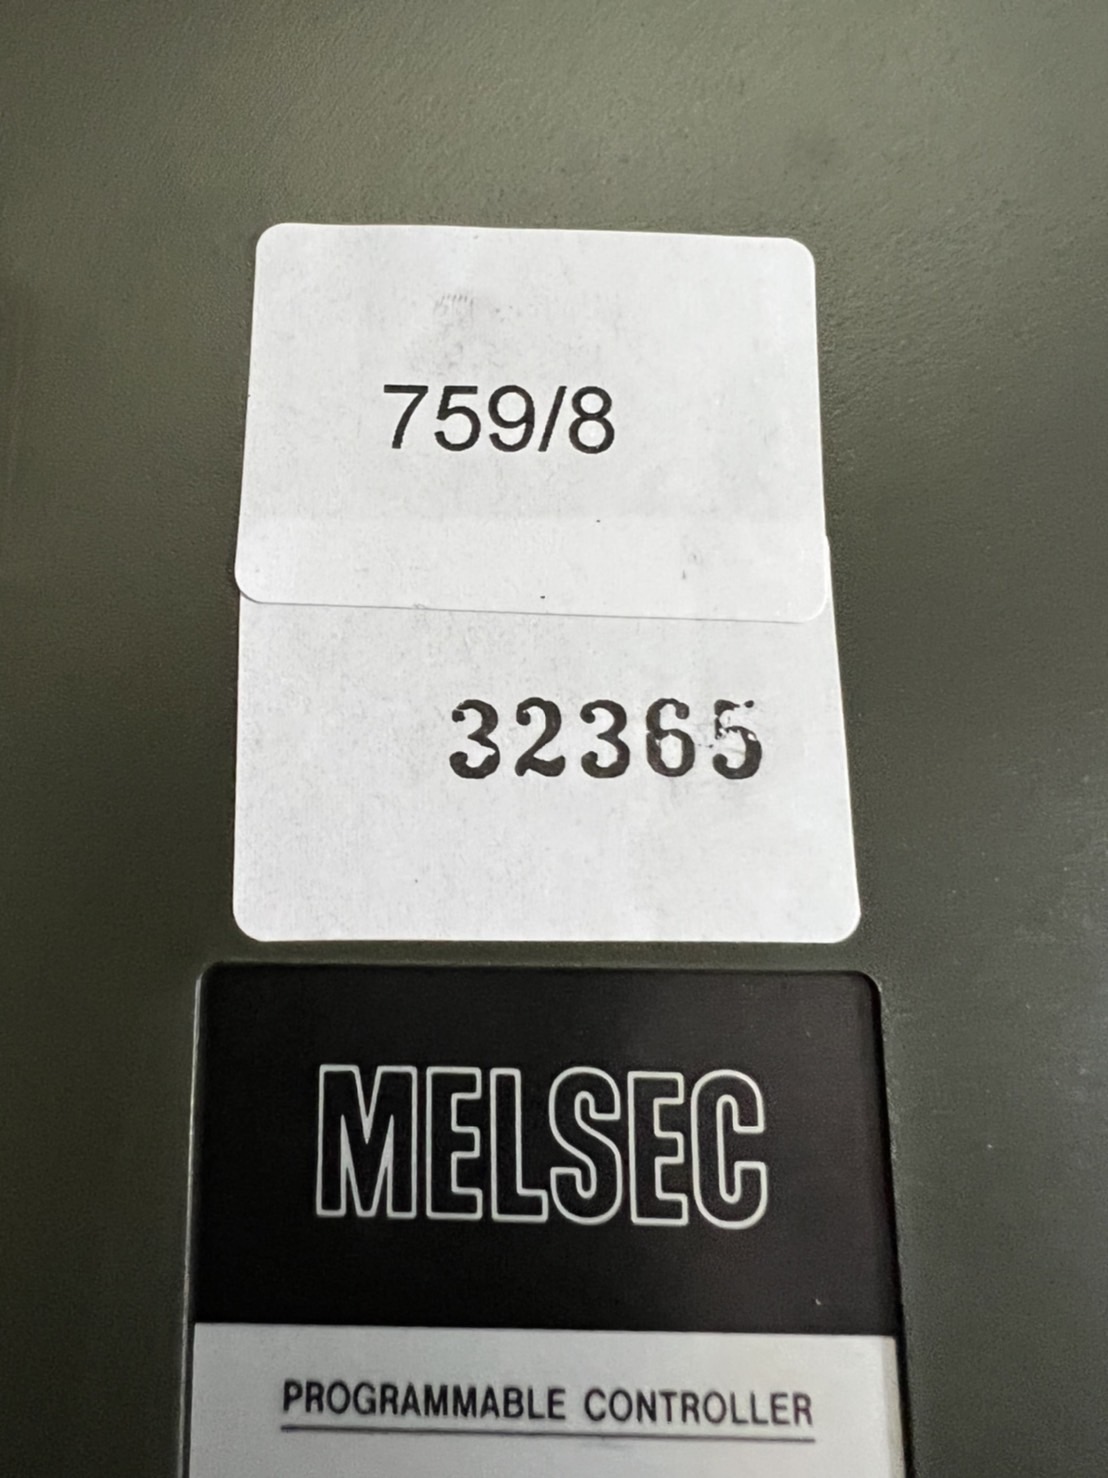 759/8
32365
MELSEC
PROGRAMMABLE CONTROLLER